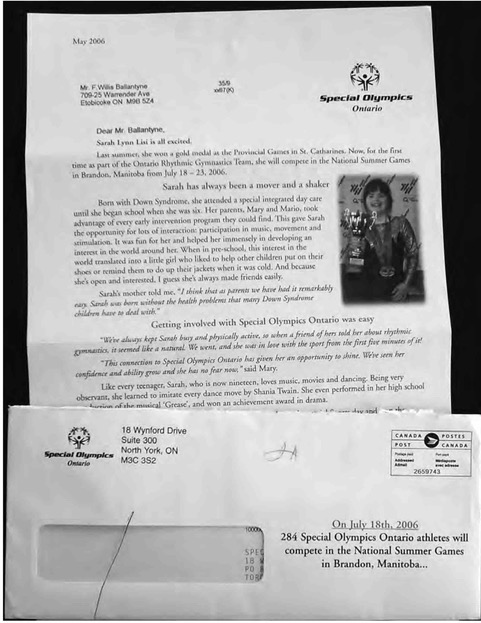 May 2006
Mr. F.Willis Ballantyne
709-25 Warrender Ave
Etobicoke ON M9B 5Z4
35/9
xx67(K)
Special Olympics
Ontario
Dear Mr. Ballantyne,
Sarah Lynn Lisi is all excited.
Last summer, she won a gold medal at the Provincial Games in St. Catharines. Now, for the first
time as part of the Ontario Rhythmic Gymnastics Team, she will compete in the National Summer Games
in Brandon, Manitoba from July 18 – 23, 2006.
Sarah has always been a mover and a shaker
Born with Down Syndrome, she attended a special integrated day care
until she began school when she was six. Her parents, Mary and Mario, took
advantage of every early intervention program they could find. This gave Sarah
the opportunity for lots of interaction: participation in music, movement and
stimulation. It was fun for her and helped her immensely in developing an
interest in the world around her. When in pre-school, this interest in the
world translated into a little girl who liked to help other children put on their
shoes or remind them to do up their jackets when it was cold. And because
she's open and interested, I guess she's always made friends easily.
Sarah's mother told me, "I think that as parents we have had it remarkably
easy. Sarah was born without the health problems that many Down Syndrome
children have to deal with."
Getting involved with Special Olympics Ontario was easy
"We've always kept Sarah busy and physically active, so when a friend of hers told her about rhythmic
gymnastics, it seemed like a natural. We went, and she was in love with the sport from the first five minutes of it!
"This connection to Special Olympics Ontario has given her an opportunity to shine. We've seen her
confidence and ability grow and she has no fear now," said Mary.
Like every teenager, Sarah, who is now nineteen, loves music, movies and dancing. Being very
observant, she learned to imitate every dance move by Shania Twain. She even performed in her high school
version of the musical 'Grease', and won an achievement award in drama.
Special Olympics
Ontario
18 Wynford Drive
Suite 300
North York, ON
M3C 3S2
CANADA POSTES
POST CANADA
Postage paid Port payé
Addressed Médiaposte
Admail avec adresse
2659743
SPE
18 W
PO B
TOR
On July 18th, 2006
284 Special Olympics Ontario athletes will
compete in the National Summer Games
in Brandon, Manitoba...